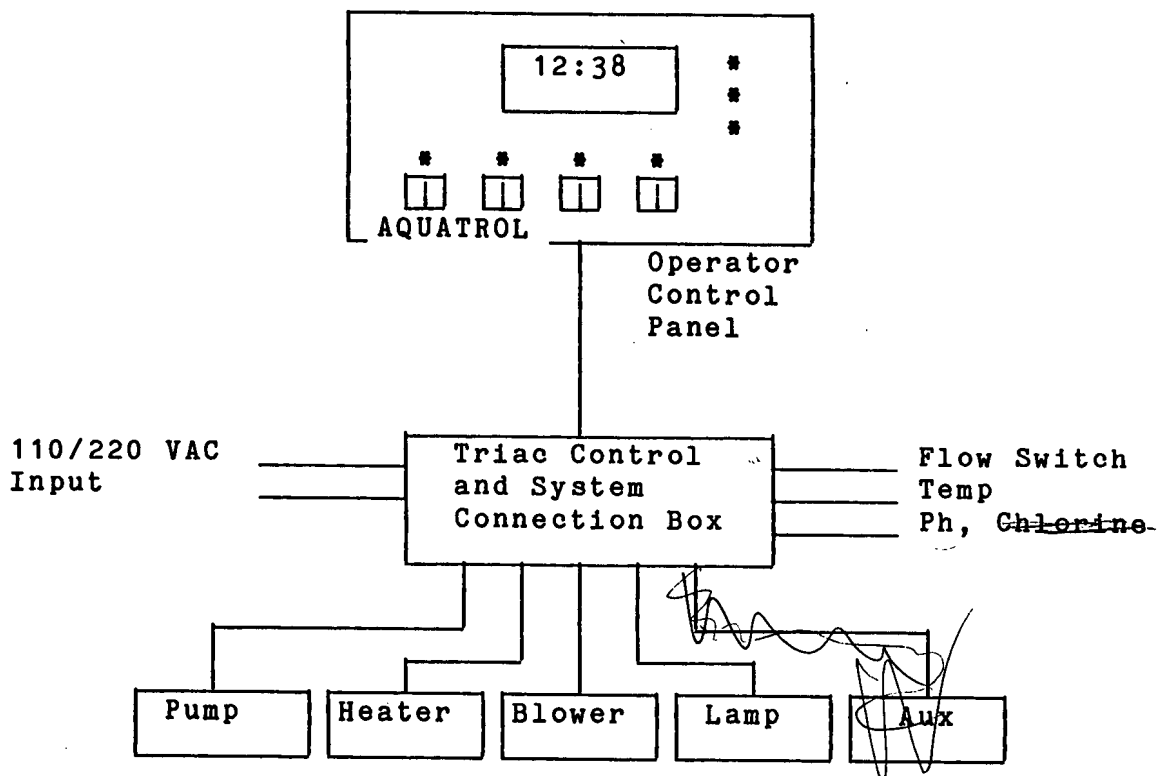 12:38
*
*
*
* * * *
AQUATROL
Operator
Control
Panel
110/220 VAC
Input
Triac Control
and System
Connection Box
Flow Switch
Temp
Ph, Chlorine
Pump
Heater
Blower
Lamp
Aux